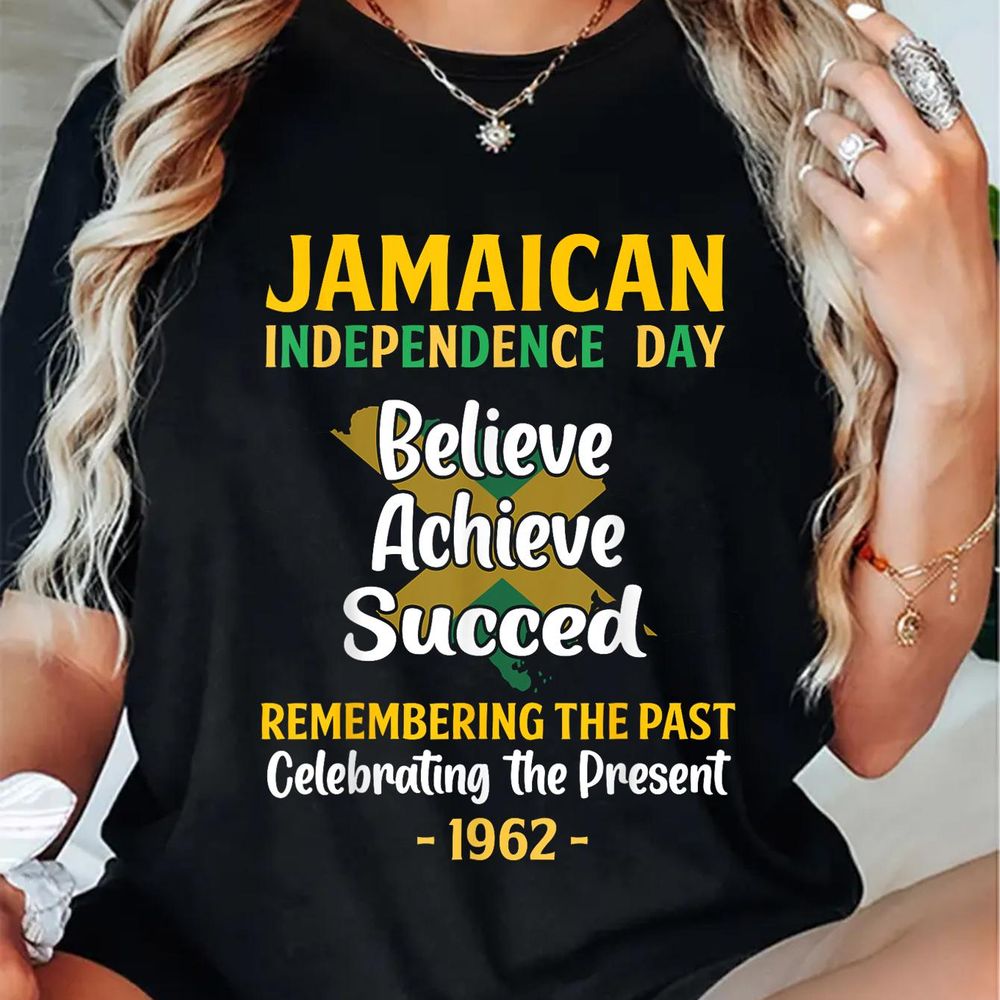 JAMAICAN
INDEPENDENCE DAY
Believe
Achieve
Succed
REMEMBERING THE PAST
Celebrating the Present
- 1962 -